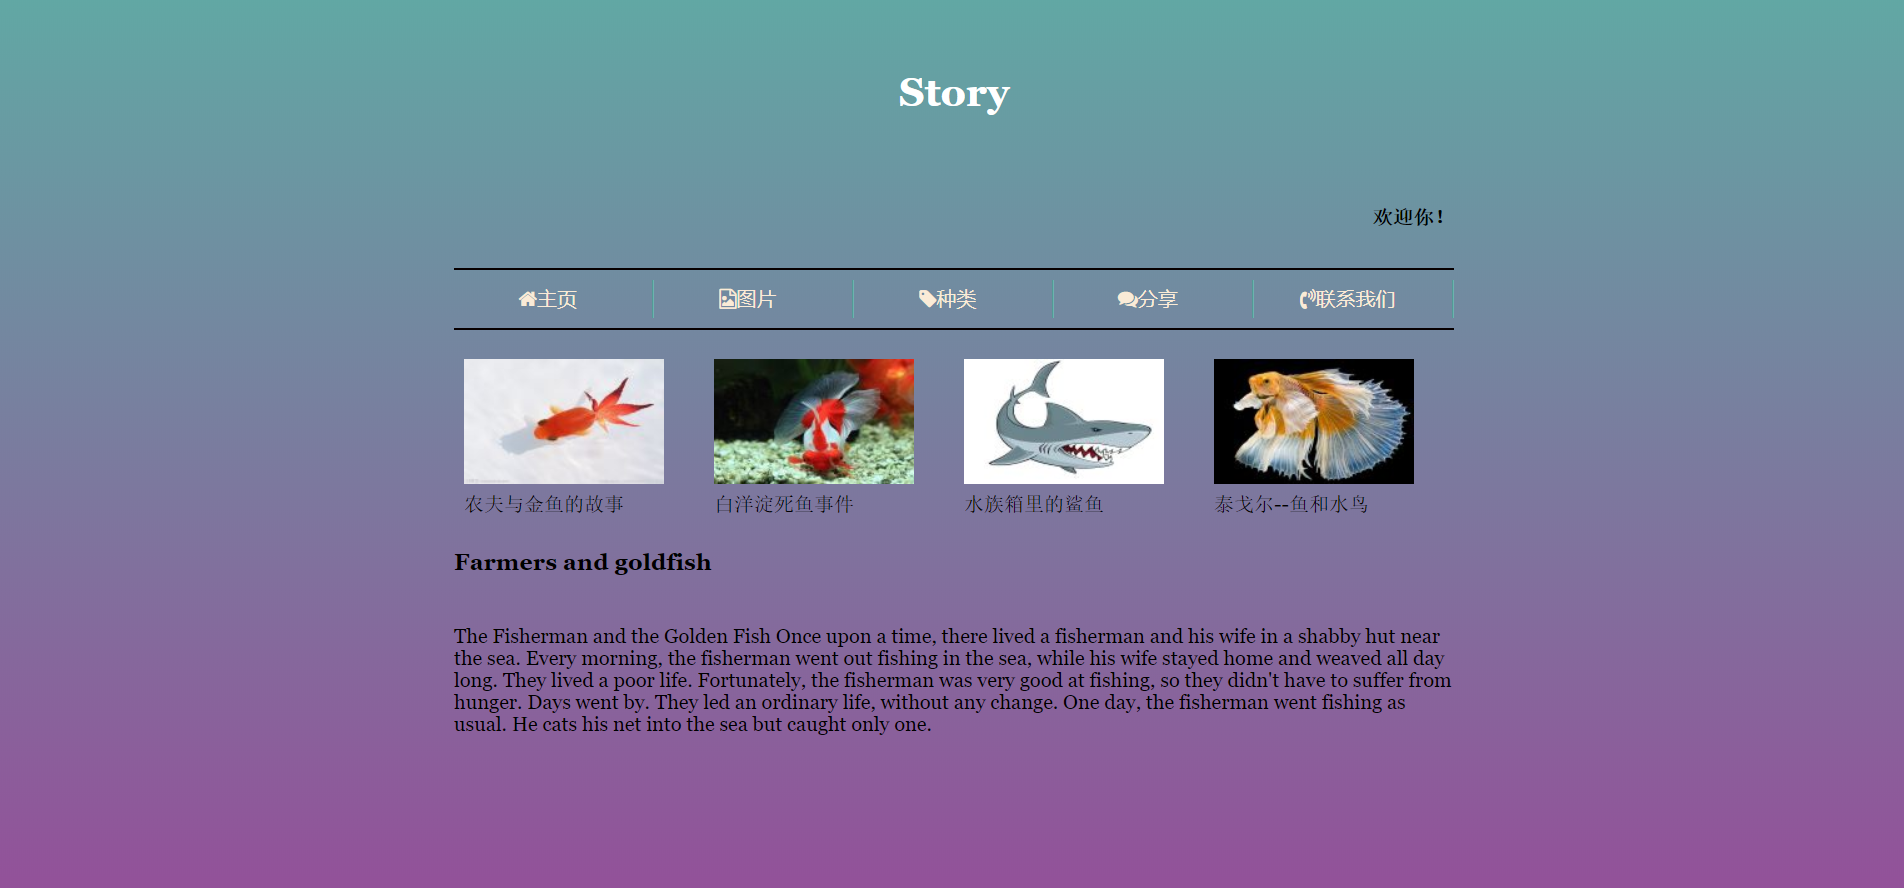 Story
欢迎你！
主页 图片 种类 分享 联系我们
农夫与金鱼的故事 白洋淀死鱼事件 水族箱里的鲨鱼 泰戈尔--鱼和水鸟
Farmers and goldfish
The Fisherman and the Golden Fish Once upon a time, there lived a fisherman and his wife in a shabby hut near
the sea. Every morning, the fisherman went out fishing in the sea, while his wife stayed home and weaved all day
long. They lived a poor life. Fortunately, the fisherman was very good at fishing, so they didn't have to suffer from
hunger. Days went by. They led an ordinary life, without any change. One day, the fisherman went fishing as
usual. He cats his net into the sea but caught only one.